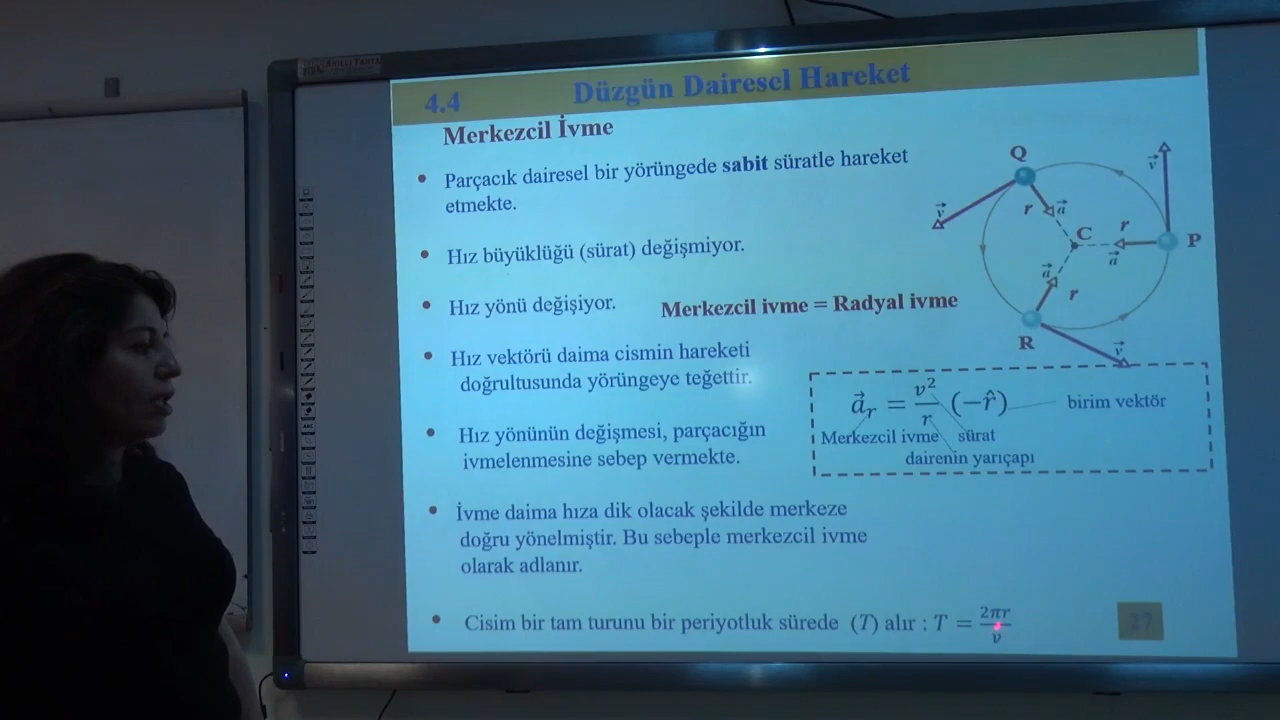 AKILLI TAHTA
4.4 Düzgün Dairesel Hareket
Merkezcil İvme
• Parçacık dairesel bir yörüngede sabit süratle hareket
etmekte.
• Hız büyüklüğü (sürat) değişmiyor.
• Hız yönü değişiyor.
Merkezcil ivme = Radyal ivme
• Hız vektörü daima cismin hareketi
doğrultusunda yörüngeye teğettir.
• Hız yönünün değişmesi, parçacığın
ivmelenmesine sebep vermekte.
• İvme daima hıza dik olacak şekilde merkeze
doğru yönelmiştir. Bu sebeple merkezcil ivme
olarak adlanır.
• Cisim bir tam turunu bir periyotluk sürede (T) alır : T = 2πr/v
Q
v⃗
r a⃗
C
r
v⃗
P
a⃗
a⃗
r
R
v⃗
a⃗ᵣ = v²/r (−r̂)
birim vektör
Merkezcil ivme sürat
dairenin yarıçapı
27